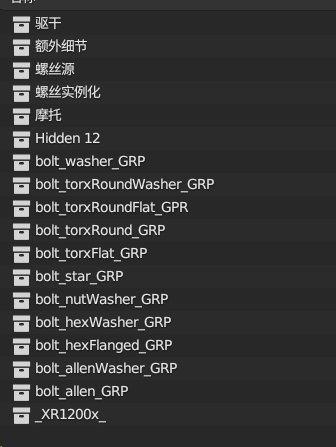 驱干
额外细节
螺丝源
螺丝实例化
摩托
Hidden 12
bolt_washer_GRP
bolt_torxRoundWasher_GRP
bolt_torxRoundFlat_GPR
bolt_torxRound_GRP
bolt_torxFlat_GRP
bolt_star_GRP
bolt_nutWasher_GRP
bolt_hexWasher_GRP
bolt_hexFlanged_GRP
bolt_allenWasher_GRP
bolt_allen_GRP
_XR1200x_